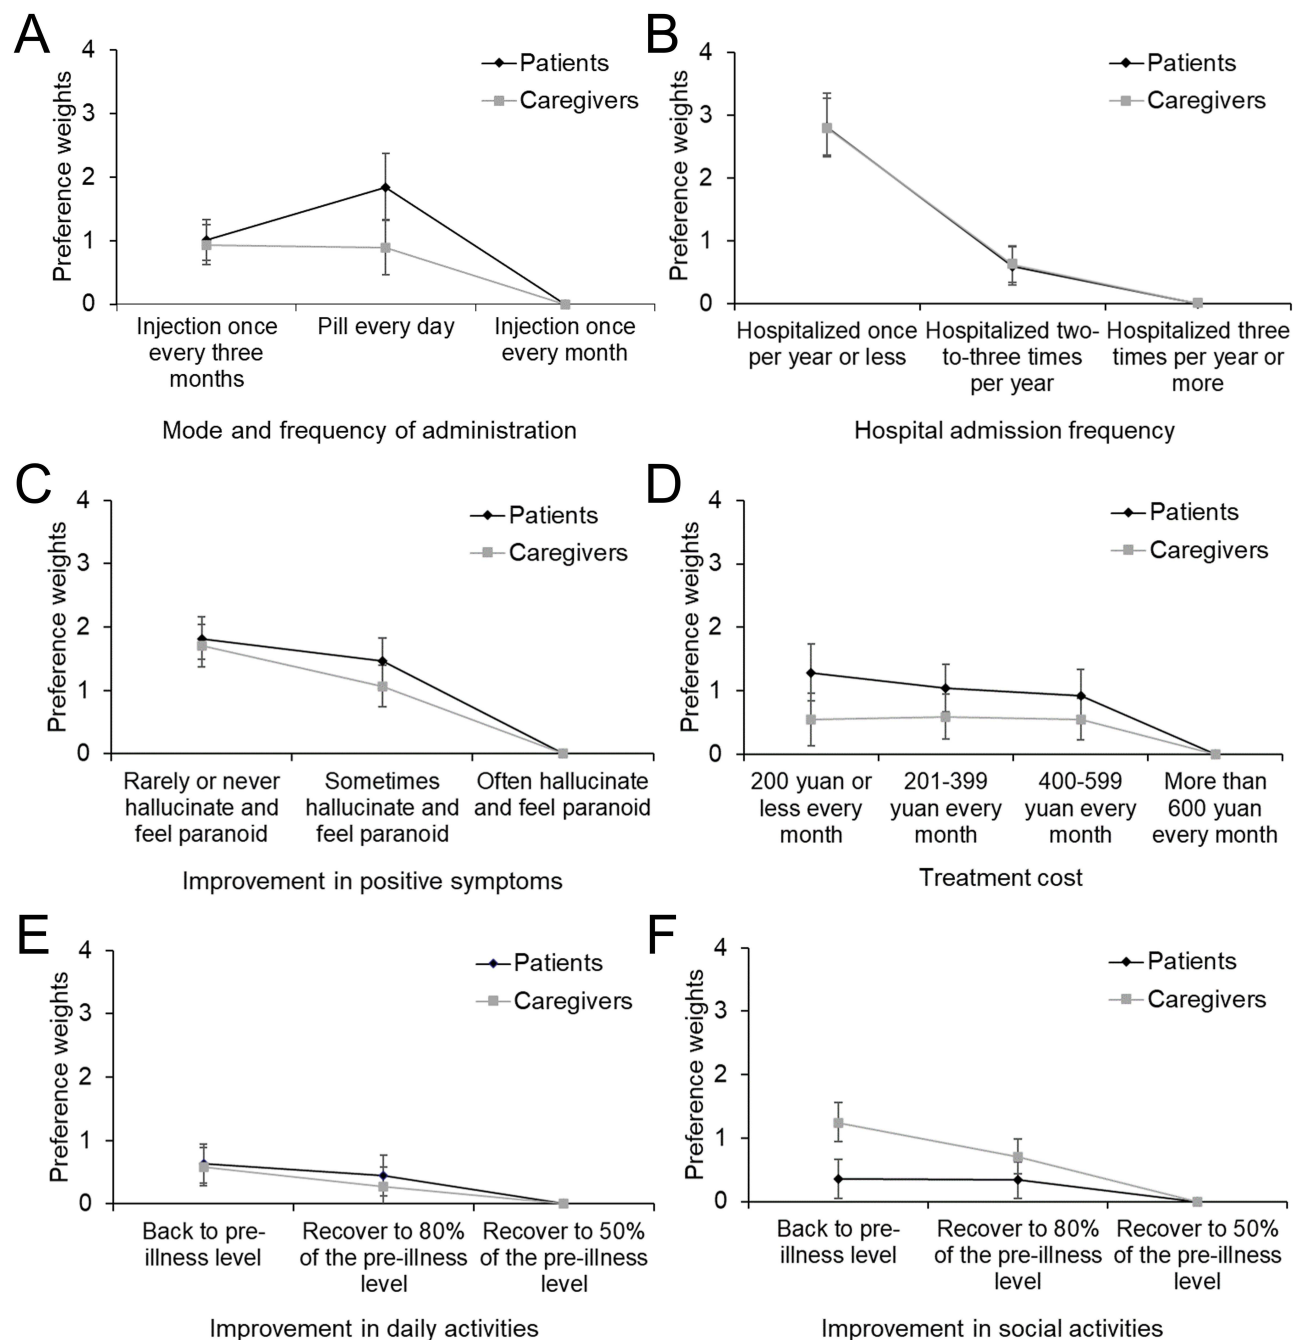 A
4
3
2
1
0
Preference weights
Patients
Caregivers
Injection once
every three
months
Pill every day
Injection once
every month
Mode and frequency of administration
B
4
3
2
1
0
Preference weights
Patients
Caregivers
Hospitalized once
per year or less
Hospitalized two-
to-three times
per year
Hospitalized three
times per year or
more
Hospital admission frequency
C
4
3
2
1
0
Preference weights
Patients
Caregivers
Rarely or never
hallucinate and
feel paranoid
Sometimes
hallucinate and
feel paranoid
Often hallucinate
and feel paranoid
Improvement in positive symptoms
D
4
3
2
1
0
Preference weights
Patients
Caregivers
200 yuan or
less every
month
201-399
yuan every
month
400-599
yuan every
month
More than
600 yuan
every month
Treatment cost
E
4
3
2
1
0
Preference weights
Patients
Caregivers
Back to pre-
illness level
Recover to 80%
of the pre-illness
level
Recover to 50%
of the pre-illness
level
Improvement in daily activities
F
4
3
2
1
0
Preference weights
Patients
Caregivers
Back to pre-
illness level
Recover to 80%
of the pre-illness
level
Recover to 50%
of the pre-illness
level
Improvement in social activities